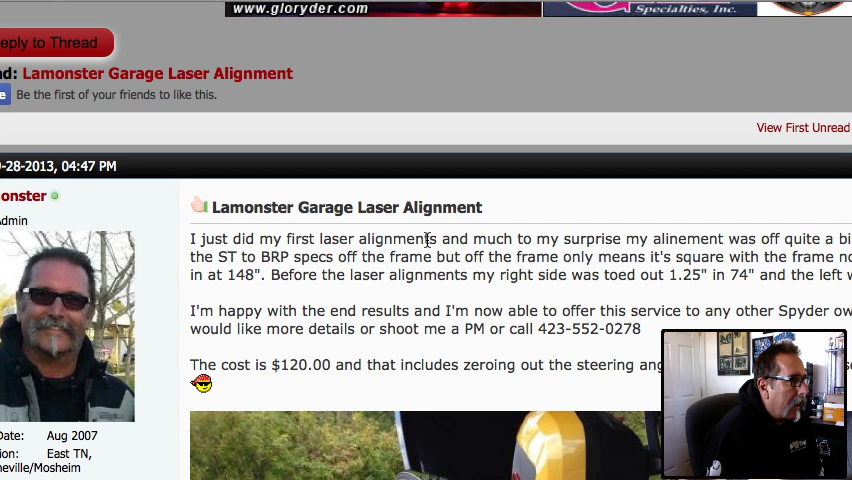 www.gloryder.com
Specialties, Inc.
eply to Thread
d: Lamonster Garage Laser Alignment
e Be the first of your friends to like this.
View First Unread
-28-2013, 04:47 PM
onster
dmin
Lamonster Garage Laser Alignment
I just did my first laser alignments and much to my surprise my alinement was off quite a bi
the ST to BRP specs off the frame but off the frame only means it's square with the frame no
in at 148". Before the laser alignments my right side was toed out 1.25" in 74" and the left w
I'm happy with the end results and I'm now able to offer this service to any other Spyder ow
would like more details or shoot me a PM or call 423-552-0278
The cost is $120.00 and that includes zeroing out the steering ang
Date: Aug 2007
ion: East TN,
neville/Mosheim